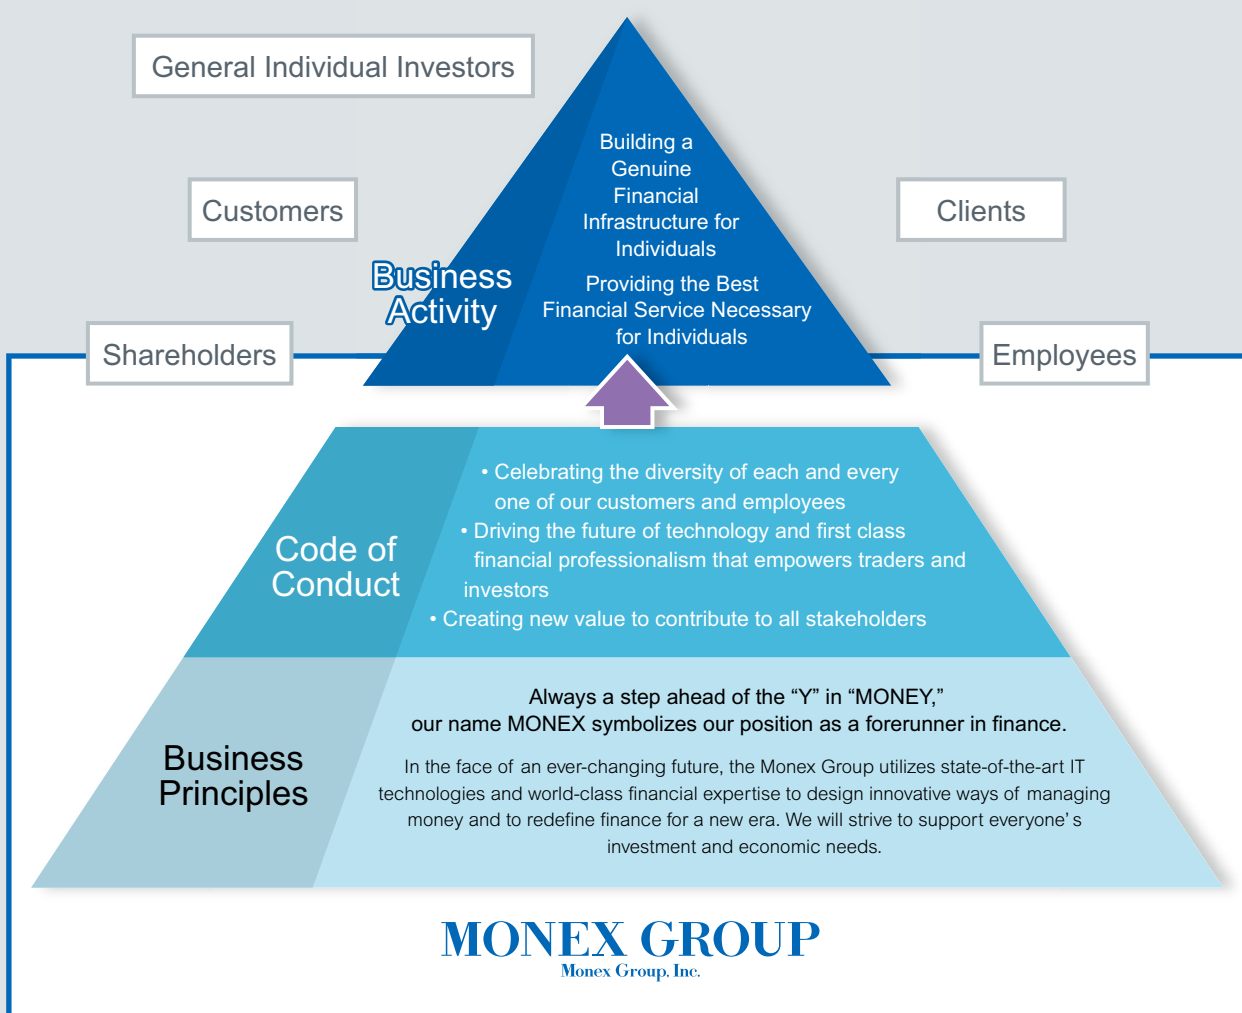 General Individual Investors
Customers
Clients
Shareholders
Employees
Business
Activity
Building a
Genuine
Financial
Infrastructure for
Individuals
Providing the Best
Financial Service Necessary
for Individuals
Code of
Conduct
• Celebrating the diversity of each and every
one of our customers and employees
• Driving the future of technology and first class
financial professionalism that empowers traders and
investors
• Creating new value to contribute to all stakeholders
Business
Principles
Always a step ahead of the “Y” in “MONEY,”
our name MONEX symbolizes our position as a forerunner in finance.
In the face of an ever-changing future, the Monex Group utilizes state-of-the-art IT
technologies and world-class financial expertise to design innovative ways of managing
money and to redefine finance for a new era. We will strive to support everyone’s
investment and economic needs.
MONEX GROUP
Monex Group, Inc.